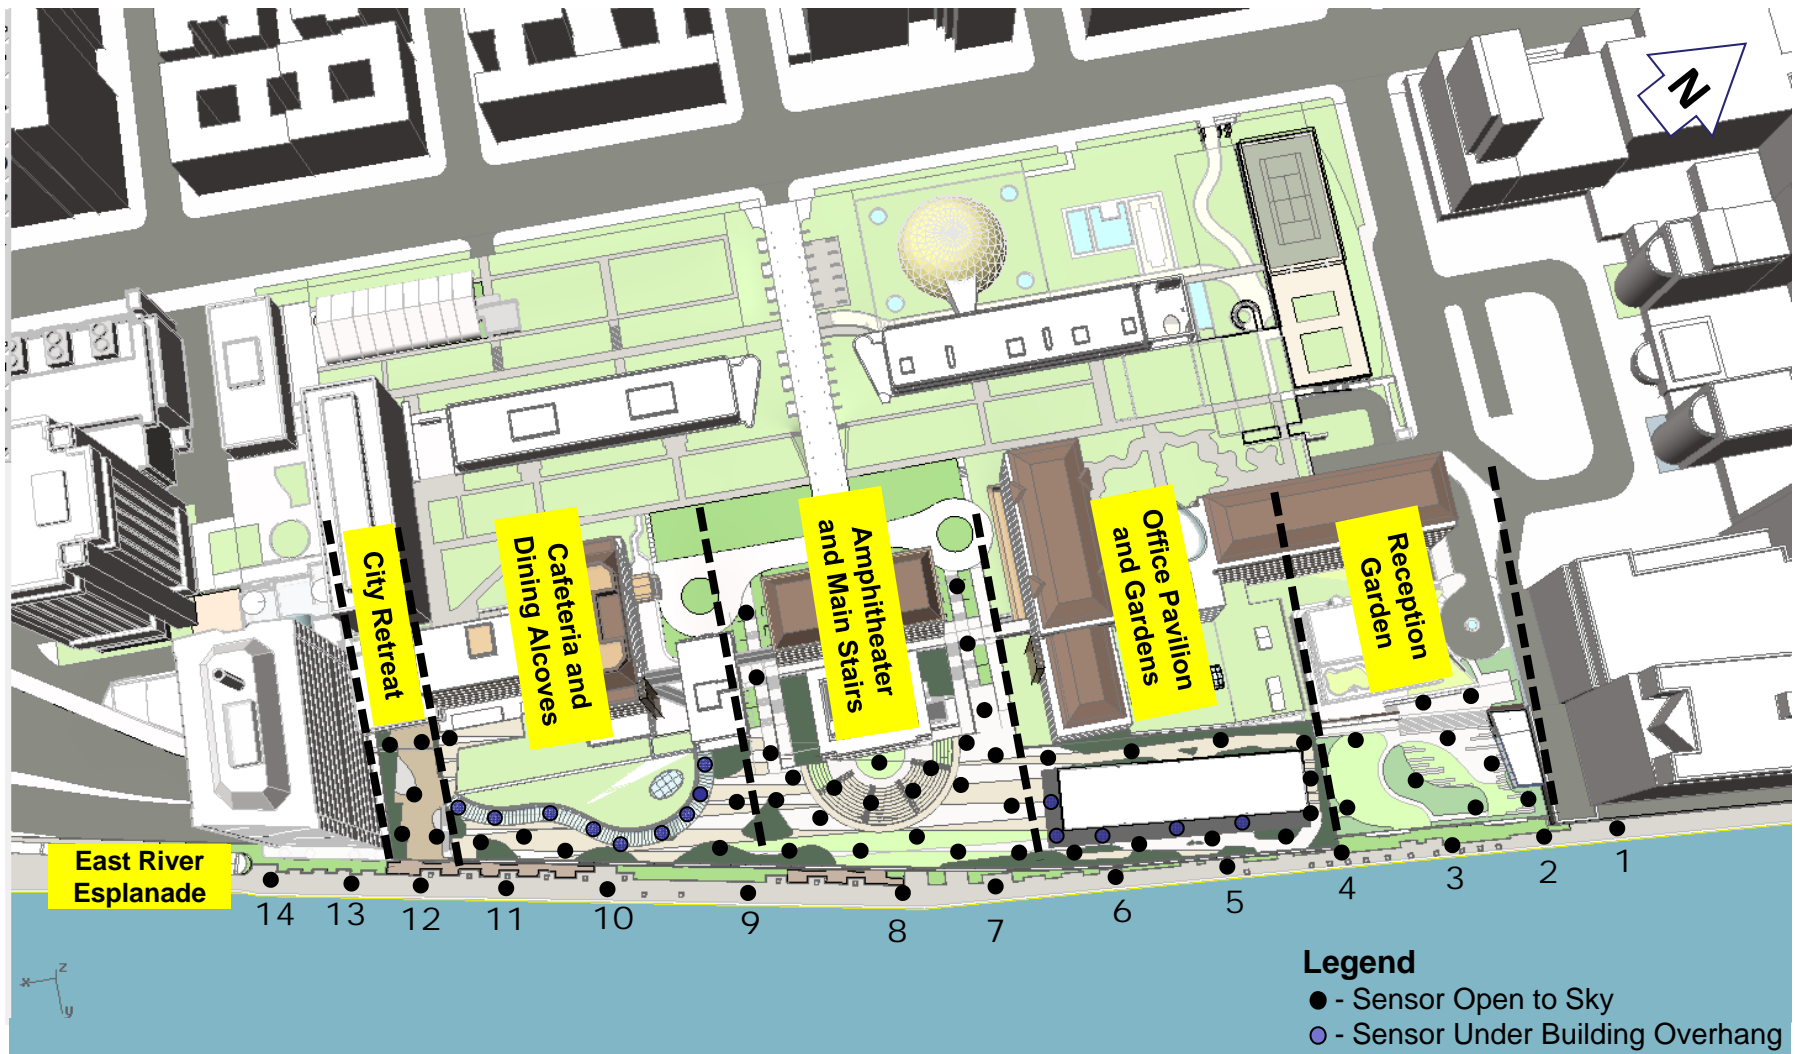 N
City Retreat
Cafeteria and
Dining Alcoves
Amphitheater
and Main Stairs
Office Pavilion
and Gardens
Reception
Garden
East River
Esplanade
14
13
12
11
10
9
8
7
6
5
4
3
2
1
x
z
y
Legend
- Sensor Open to Sky
- Sensor Under Building Overhang